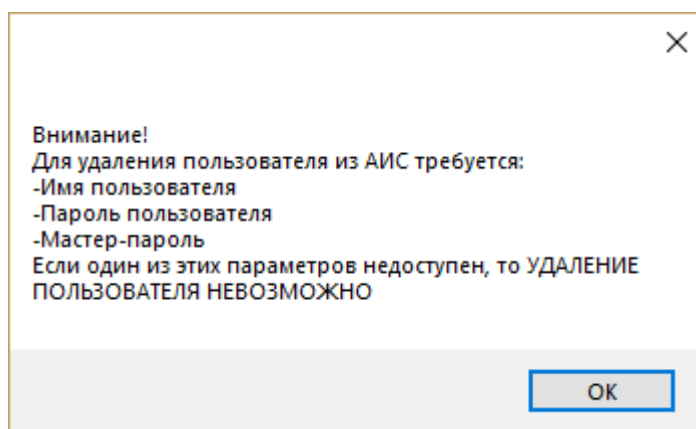 Внимание!
Для удаления пользователя из АИС требуется:
-Имя пользователя
-Пароль пользователя
-Мастер-пароль
Если один из этих параметров недоступен, то УДАЛЕНИЕ
ПОЛЬЗОВАТЕЛЯ НЕВОЗМОЖНО
ОК